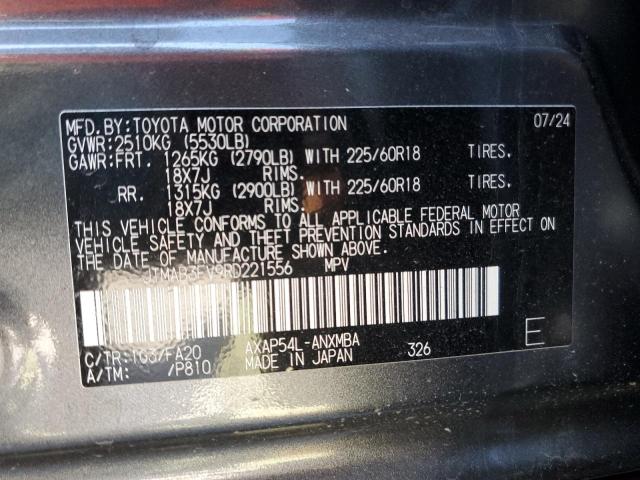 MFD. BY:TOYOTA MOTOR CORPORATION 07/24
GVWR:2510KG (5530LB)
GAWR:FRT. 1265KG (2790LB) WITH 225/60R18 TIRES.
18X7J RIMS.
RR. 1315KG (2900LB) WITH 225/60R18 TIRES.
18X7J RIMS.
THIS VEHICLE CONFORMS TO ALL APPLICABLE FEDERAL MOTOR
VEHICLE SAFETY AND THEFT PREVENTION STANDARDS IN EFFECT ON
THE DATE OF MANUFACTURE SHOWN ABOVE.
JTMAB3FV9RD221556 MPV
C/TR:1G3/FA20 AXAP54L-ANXMBA
A/TM: /P810 MADE IN JAPAN 326
E